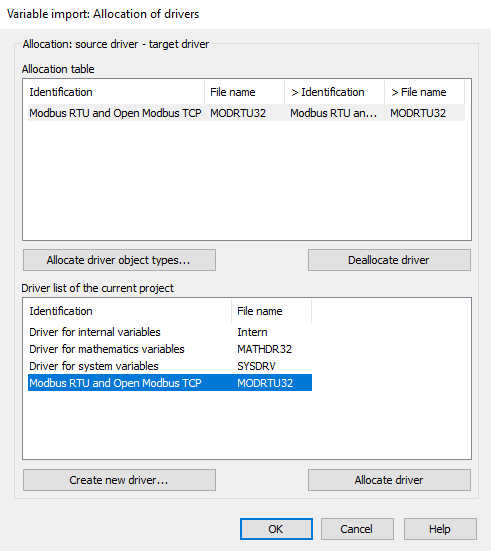 Variable import: Allocation of drivers
Allocation: source driver - target driver
Allocation table
Identification File name > Identification > File name
Modbus RTU and Open Modbus TCP MODRTU32 Modbus RTU an... MODRTU32
Allocate driver object types... Deallocate driver
Driver list of the current project
Identification File name
Driver for internal variables Intern
Driver for mathematics variables MATHDR32
Driver for system variables SYSDRV
Modbus RTU and Open Modbus TCP MODRTU32
Create new driver... Allocate driver
OK Cancel Help